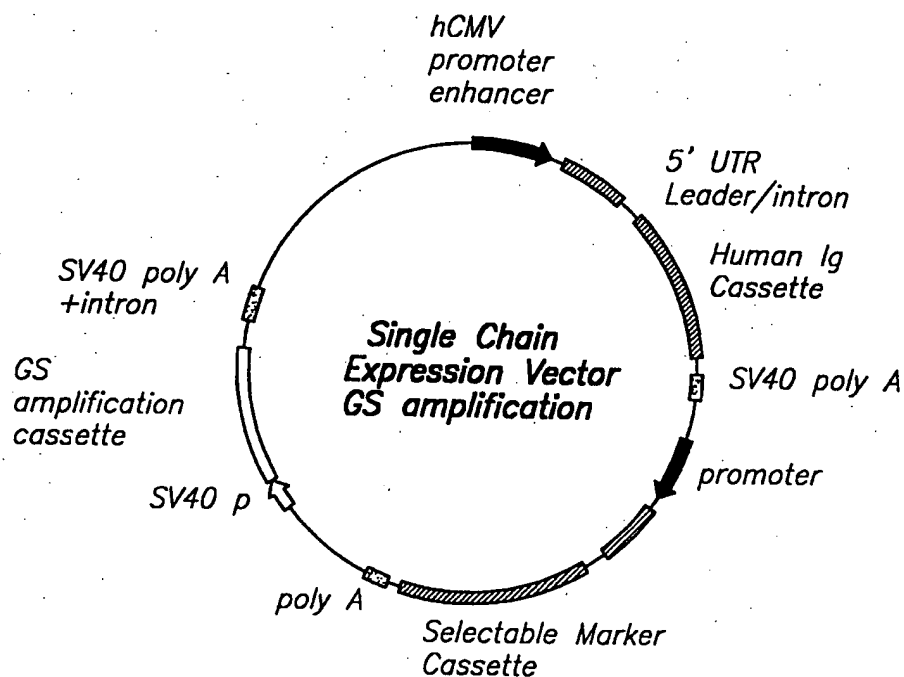 hCMV
promoter
enhancer
5' UTR
Leader/intron
Human Ig
Cassette
SV40 poly A
promoter
Selectable Marker
Cassette
poly A
SV40 p
GS
amplification
cassette
SV40 poly A
+intron
Single Chain
Expression Vector
GS amplification